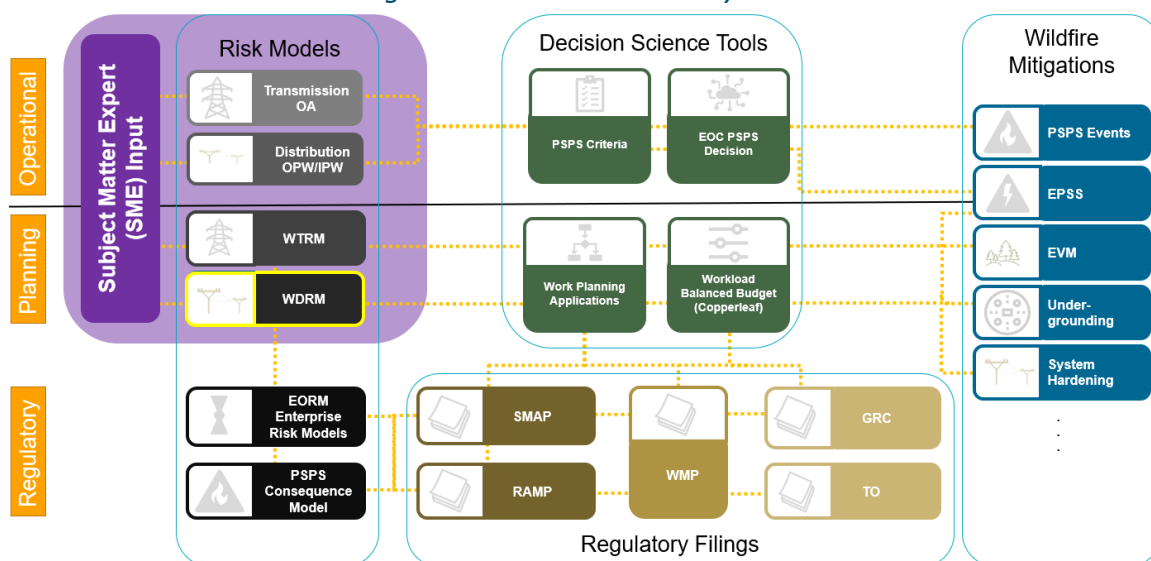 Risk Models
Decision Science Tools
Wildfire
Mitigations
Operational
Subject Matter Expert
(SME) Input
Transmission
OA
Distribution
OPW/IPW
PSPS Criteria
EOC PSPS
Decision
PSPS Events
EPSS
Planning
WTRM
WDRM
Work Planning
Applications
Workload
Balanced Budget
(Copperleaf)
EVM
Under-
grounding
System
Hardening
.
.
.
Regulatory
EORM
Enterprise
Risk Models
PSPS
Consequence
Model
SMAP
RAMP
WMP
GRC
TO
Regulatory Filings